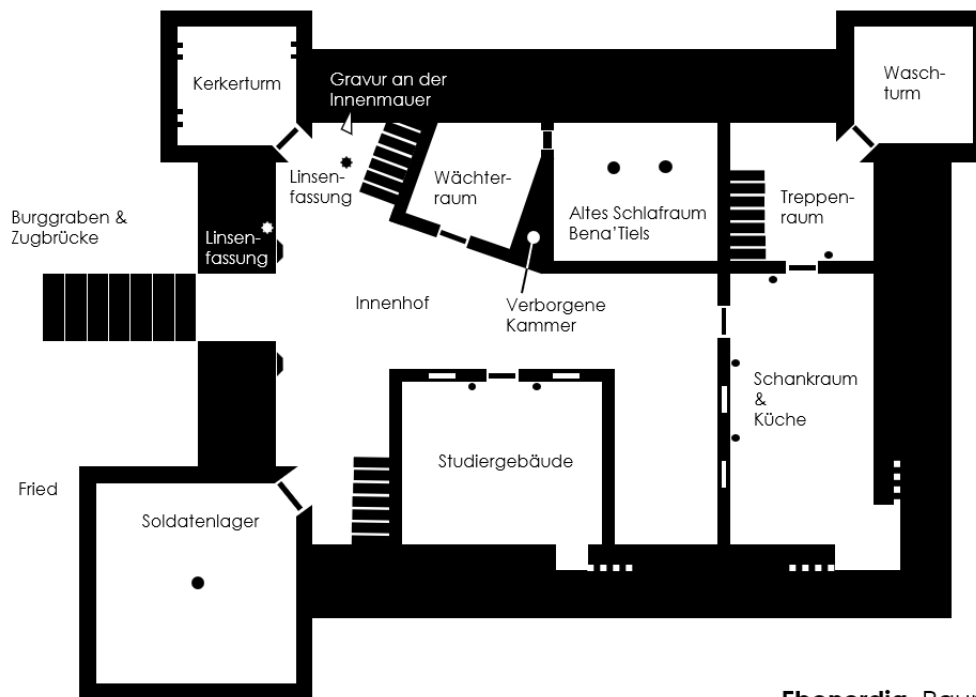 Kerkerturm
Gravur an der
Innenmauer
Wasch-
turm
Linsen-
fassung
Wächter-
raum
Altes Schlafraum
Bena'Tiels
Treppen-
raum
Burggraben &
Zugbrücke
Linsen-
fassung
Innenhof
Verborgene
Kammer
Schankraum
&
Küche
Studiergebäude
Fried
Soldatenlager